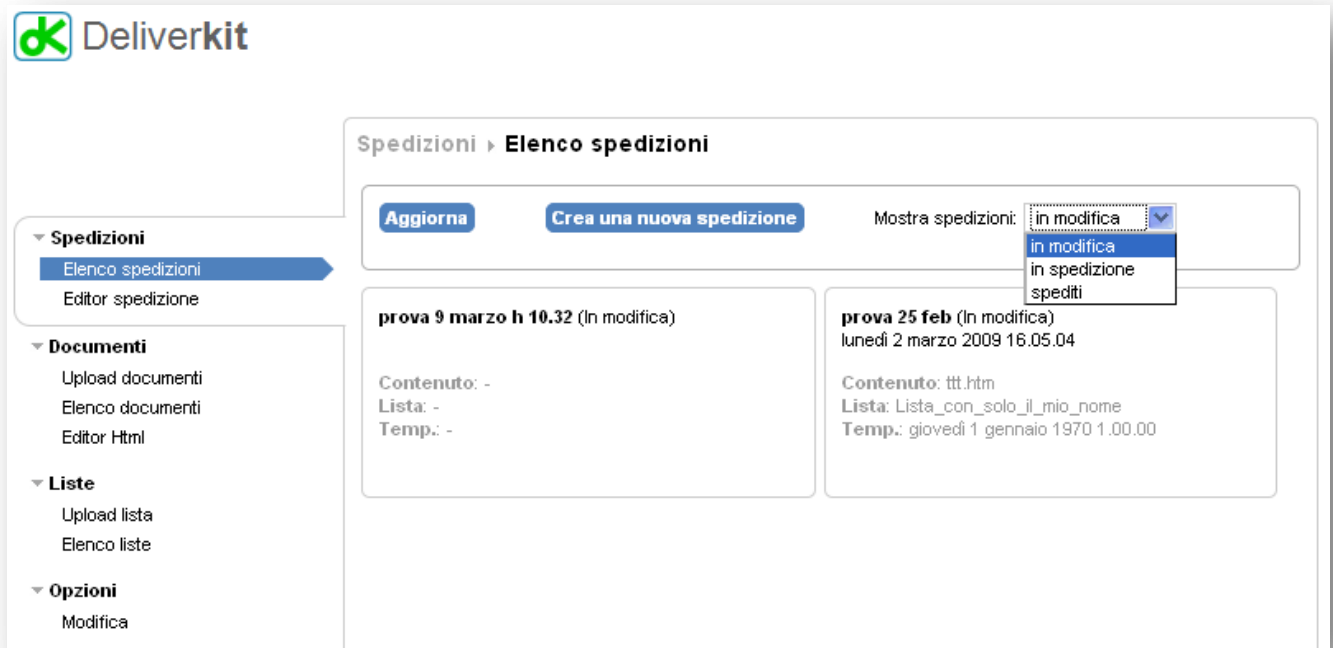 Deliverkit
Spedizioni
Elenco spedizioni
Editor spedizione
Documenti
Upload documenti
Elenco documenti
Editor Html
Liste
Upload lista
Elenco liste
Opzioni
Modifica
Spedizioni Elenco spedizioni
Aggiorna Crea una nuova spedizione Mostra spedizioni: in modifica
in modifica
in spedizione
spediti
prova 9 marzo h 10.32 (In modifica)
Contenuto: -
Lista: -
Temp.: -
prova 25 feb (In modifica)
lunedì 2 marzo 2009 16.05.04
Contenuto: ttt.htm
Lista: Lista_con_solo_il_mio_nome
Temp.: giovedì 1 gennaio 1970 1.00.00